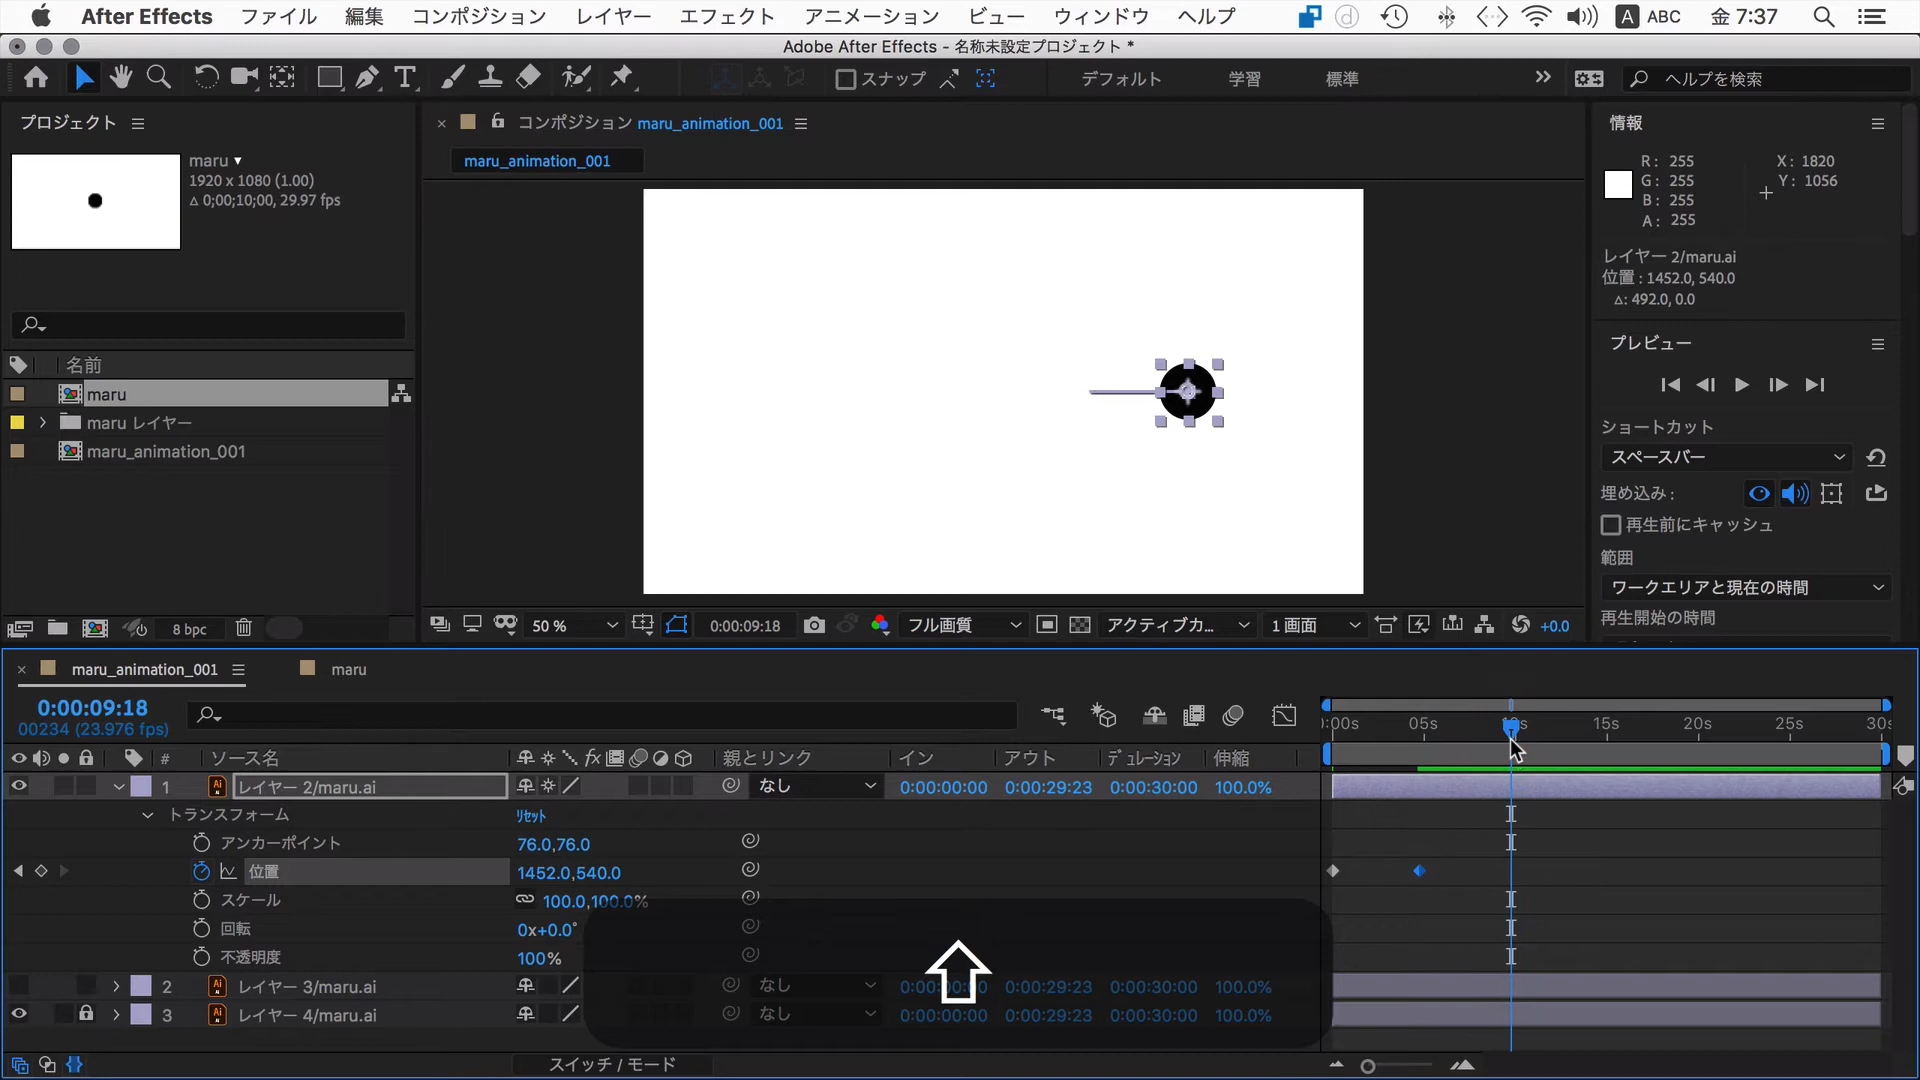 After Effects ファイル 編集 コンポジション レイヤー エフェクト アニメーション ビュー ウィンドウ ヘルプ A ABC 金 7:37
Adobe After Effects - 名称未設定プロジェクト *
スナップ デフォルト 学習 標準 ヘルプを検索
プロジェクト
maru
1920 x 1080 (1.00)
Δ 0;00;10;00, 29.97 fps
名前
maru
maru レイヤー
maru_animation_001
8 bpc
コンポジション maru_animation_001
maru_animation_001
50 % 0:00:09:18 フル画質 アクティブカ... 1 画面 +0.0
情報
R : 255
G : 255
B : 255
A : 255
X : 1820
Y : 1056
レイヤー 2/maru.ai
位置 : 1452.0, 540.0
Δ: 492.0, 0.0
プレビュー
ショートカット
スペースバー
埋め込み :
再生前にキャッシュ
範囲
ワークエリアと現在の時間
再生開始の時間
maru_animation_001 maru
0:00:09:18
00234 (23.976 fps)
:00s 05s 10s 15s 20s 25s 30s
# ソース名 fx 親とリンク イン アウト デュレーション 伸縮
1 Ai レイヤー 2/maru.ai なし 0:00:00:00 0:00:29:23 0:00:30:00 100.0%
トランスフォーム リセット
アンカーポイント 76.0,76.0
位置 1452.0,540.0
スケール 100.0,100.0%
回転 0x+0.0°
不透明度 100%
2 Ai レイヤー 3/maru.ai なし 0:00:00:00 0:00:29:23 0:00:30:00 100.0%
3 Ai レイヤー 4/maru.ai なし 0:00:00:00 0:00:29:23 0:00:30:00 100.0%
スイッチ / モード